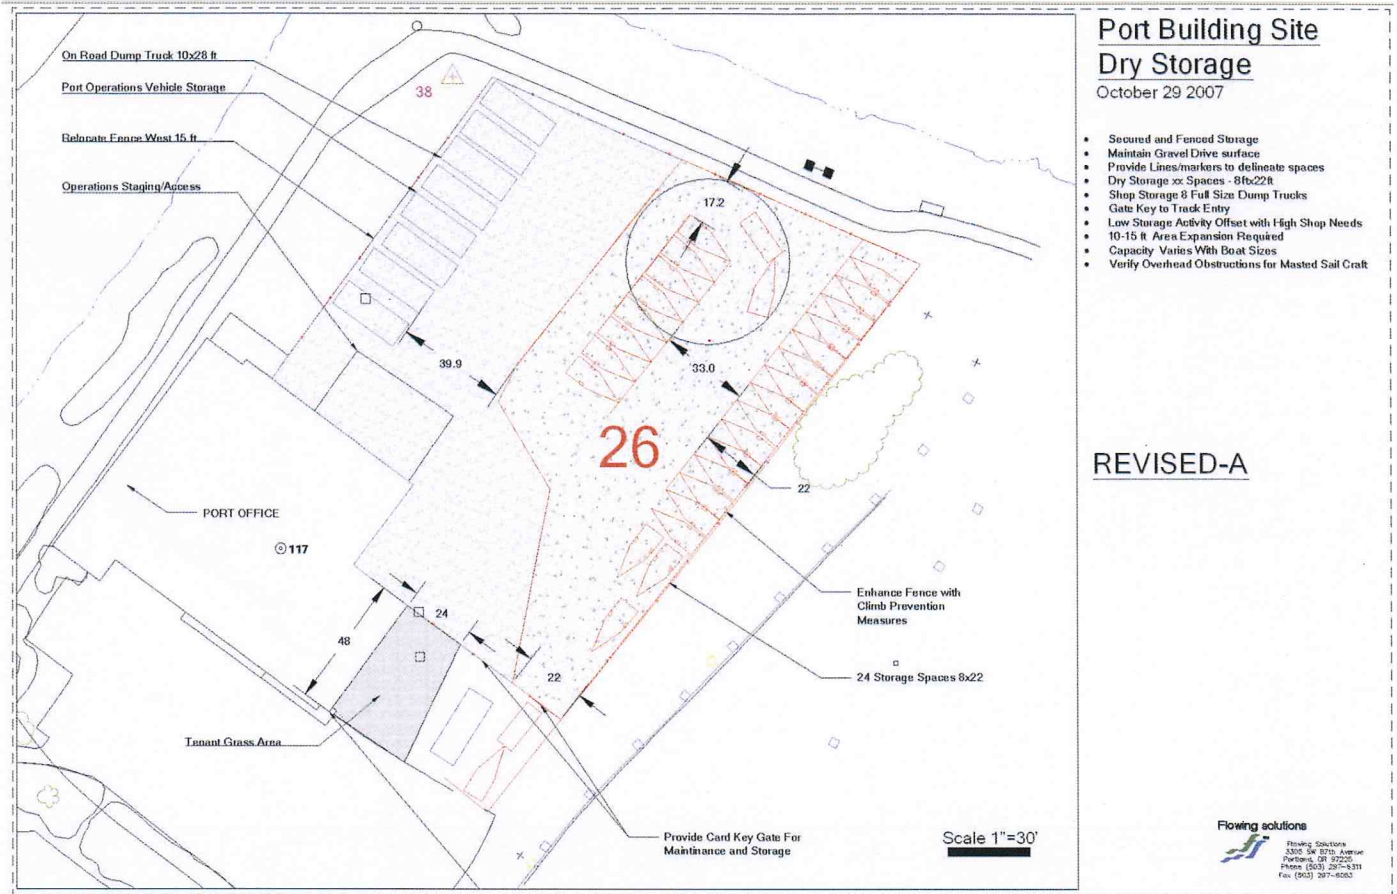 Port Building Site
Dry Storage
October 29 2007
On Road Dump Truck 10x28 ft
Port Operations Vehicle Storage
Relocate Fence West 15 ft
Operations Staging/Access
38
17.2
39.9
33.0
26
22
PORT OFFICE
117
24
48
22
Tenant Grass Area
Enhance Fence with
Climb Prevention
Measures
24 Storage Spaces 8x22
Provide Card Key Gate For
Maintinance and Storage
Scale 1"=30'
• Secured and Fenced Storage
• Maintain Gravel Drive surface
• Provide Lines/markers to delineate spaces
• Dry Storage xx Spaces - 8ftx22ft
• Shop Storage 8 Full Size Dump Trucks
• Gate Key to Track Entry
• Low Storage Activity Offset with High Shop Needs
• 10-15 ft Area Expansion Required
• Capacity Varies With Boat Sizes
• Verify Overhead Obstructions for Masted Sail Craft
REVISED-A
Flowing solutions
Flowing Solutions
Portland, OR 97225